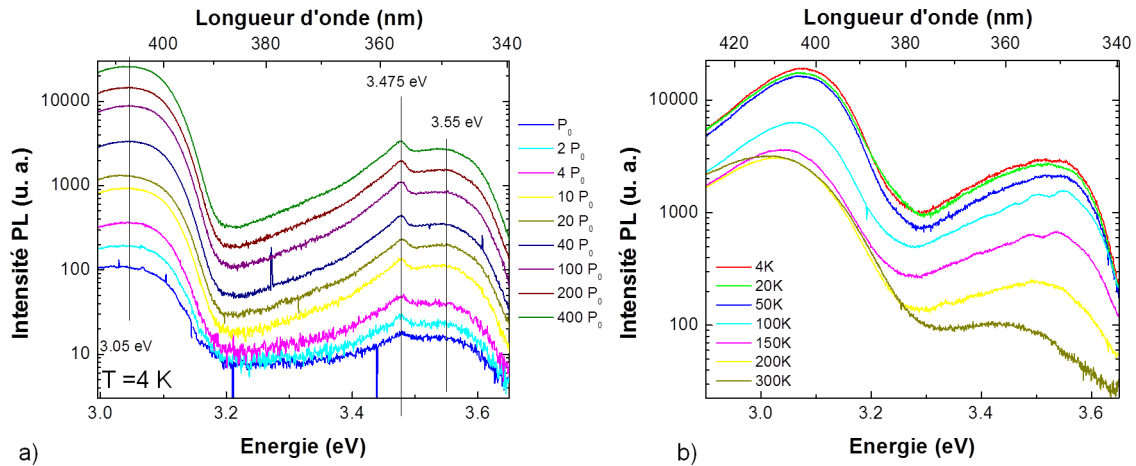 Longueur d'onde (nm)
400 380 360 340
3.475 eV
3.55 eV
10000
1000
100
10
Intensité PL (u. a.)
3.05 eV
T =4 K
3.0 3.2 3.4 3.6
Energie (eV)
P0
2 P0
4 P0
10 P0
20 P0
40 P0
100 P0
200 P0
400 P0
a)
Longueur d'onde (nm)
420 400 380 360 340
10000
1000
100
Intensité PL (u. a.)
4K
20K
50K
100K
150K
200K
300K
3.0 3.2 3.4 3.6
Energie (eV)
b)